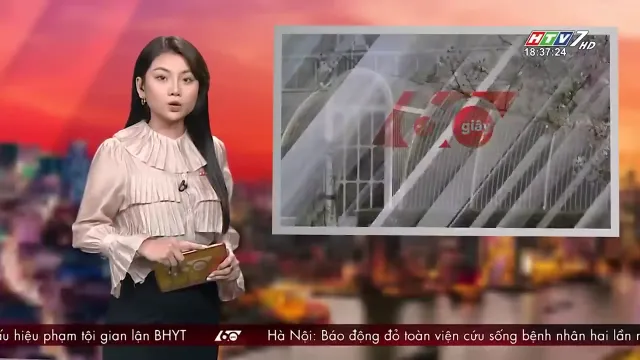 HTV7 HD
18:37:24
60 giây
ấu hiệu phạm tội gian lận BHYT 60 Hà Nội: Báo động đỏ toàn viện cứu sống bệnh nhân hai lần n